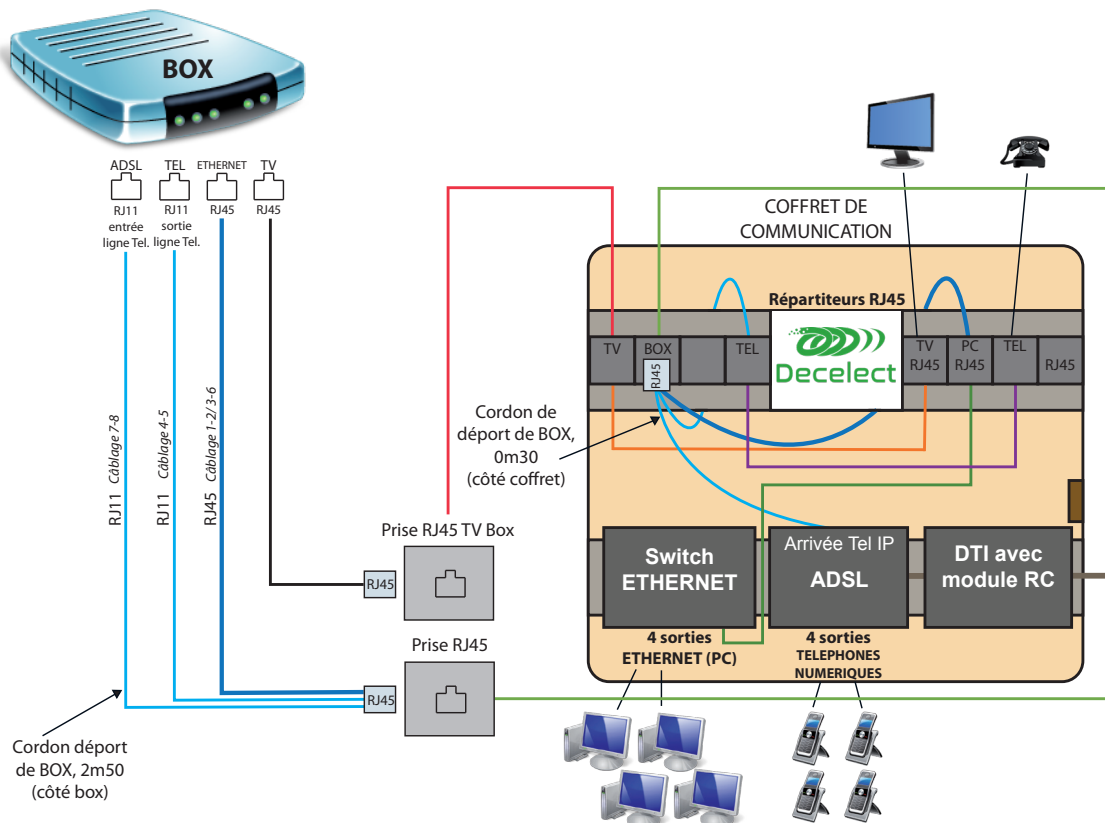 BOX
ADSL
TEL
ETHERNET
TV
RJ11
entrée
ligne Tel.
RJ11
sortie
ligne Tel.
RJ45
RJ45
RJ11 Câblage 7-8
RJ11 Câblage 4-5
RJ45 Câblage 1-2/ 3-6
COFFRET DE
COMMUNICATION
Répartiteurs RJ45
TV
BOX
RJ45
TEL
Decelect
TV
RJ45
PC
RJ45
TEL
RJ45
Cordon de
déport de BOX,
0m30
(côté coffret)
Prise RJ45 TV Box
RJ45
Switch
ETHERNET
Arrivée Tel IP
ADSL
DTI avec
module RC
4 sorties
ETHERNET (PC)
4 sorties
TELEPHONES
NUMERIQUES
Prise RJ45
RJ45
Cordon déport
de BOX, 2m50
(côté box)